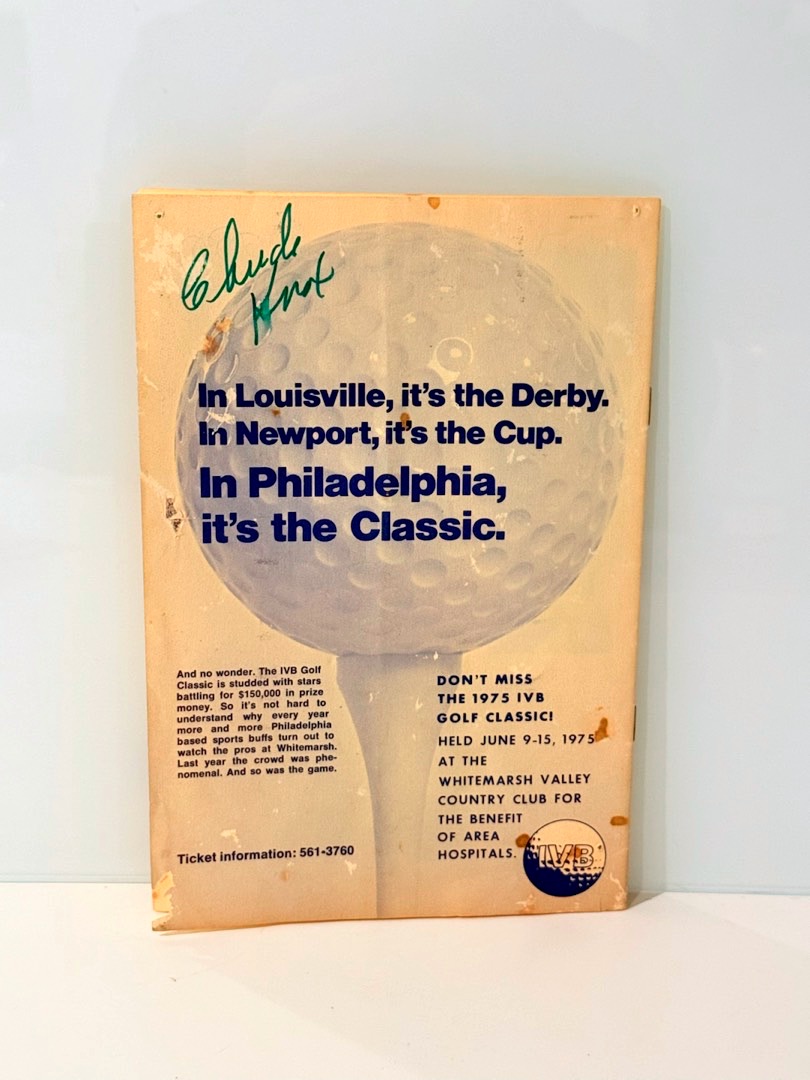 Chuck
Knox
In Louisville, it's the Derby.
In Newport, it's the Cup.
In Philadelphia,
it's the Classic.
And no wonder. The IVB Golf
Classic is studded with stars
battling for $150,000 in prize
money. So it's not hard to
understand why every year
more and more Philadelphia
based sports buffs turn out to
watch the pros at Whitemarsh.
Last year the crowd was phe-
nomenal. And so was the game.
Ticket information: 561-3760
DON'T MISS
THE 1975 IVB
GOLF CLASSIC!
HELD JUNE 9-15, 1975
AT THE
WHITEMARSH VALLEY
COUNTRY CLUB FOR
THE BENEFIT
OF AREA
HOSPITALS.
IVB